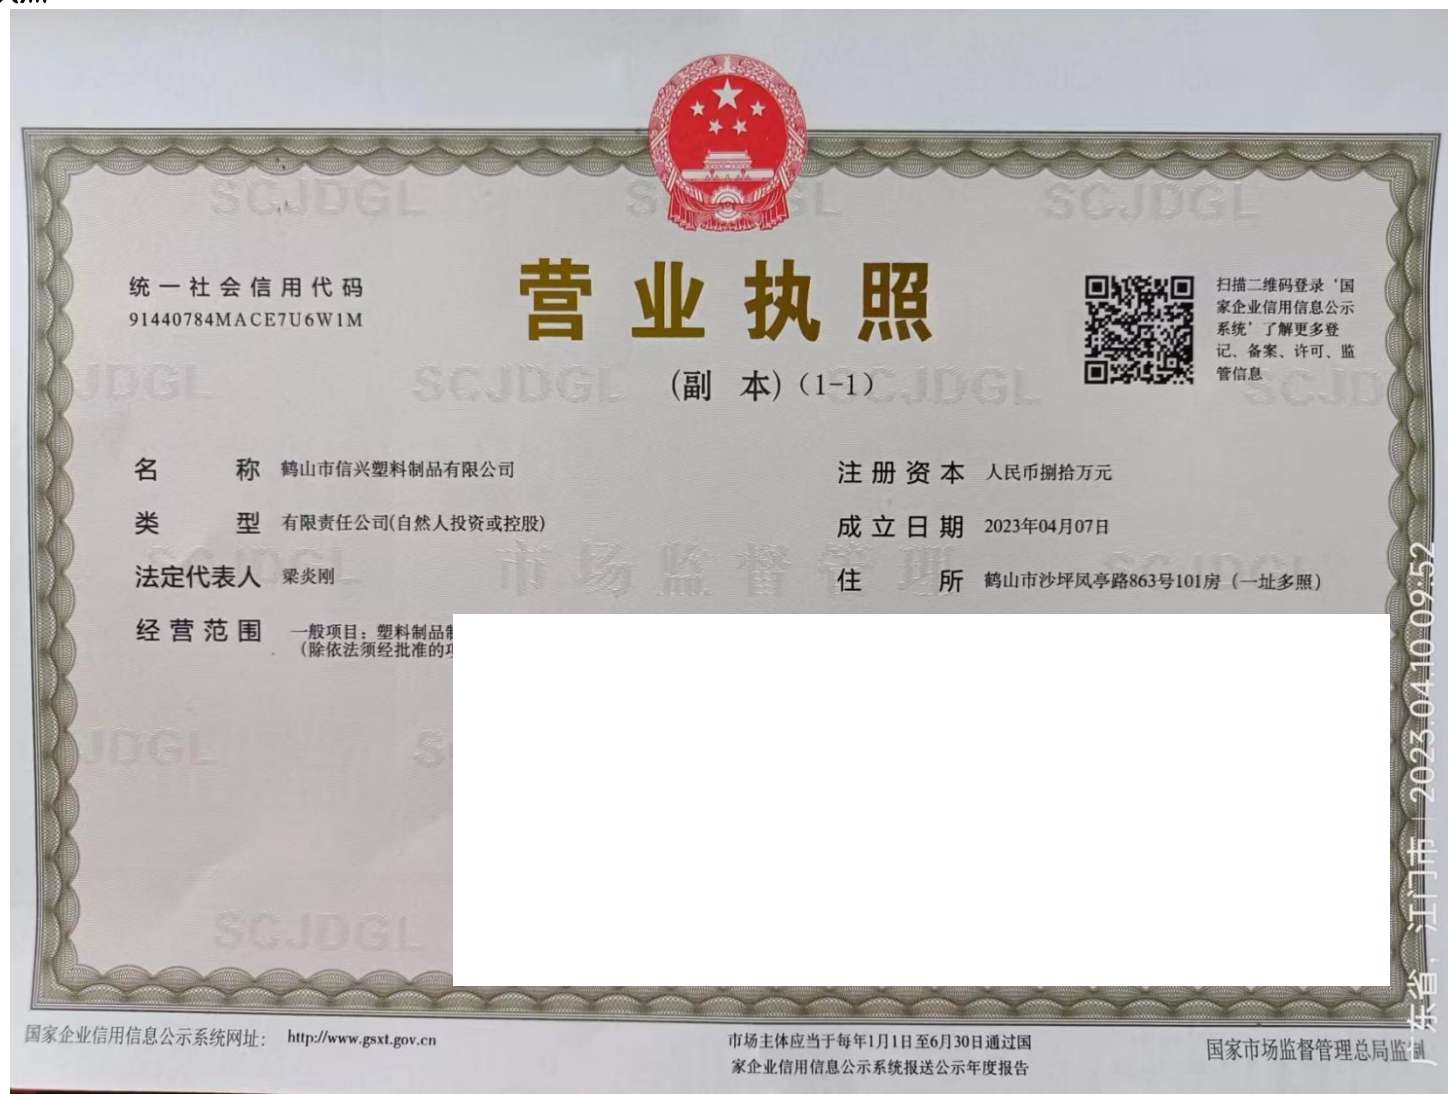 统一社会信用代码
91440784MACE7U6W1M
营业执照
(副 本)(1-1)
扫描二维码登录‘国
家企业信用信息公示
系统’了解更多登
记、备案、许可、监
管信息
名 称 鹤山市信兴塑料制品有限公司
类 型 有限责任公司(自然人投资或控股)
法定代表人 梁炎刚
经营范围 一般项目：塑料制品
(除依法须经批准的
注册资本 人民币捌拾万元
成立日期 2023年04月07日
住 所 鹤山市沙坪凤亭路863号101房（一址多照）
SCJDGL
市场监督管理
国家企业信用信息公示系统网址： http://www.gsxt.gov.cn
市场主体应当于每年1月1日至6月30日通过国
家企业信用信息公示系统报送公示年度报告
国家市场监督管理总局监制
广东省，江门市 | 2023.04.10 09:52